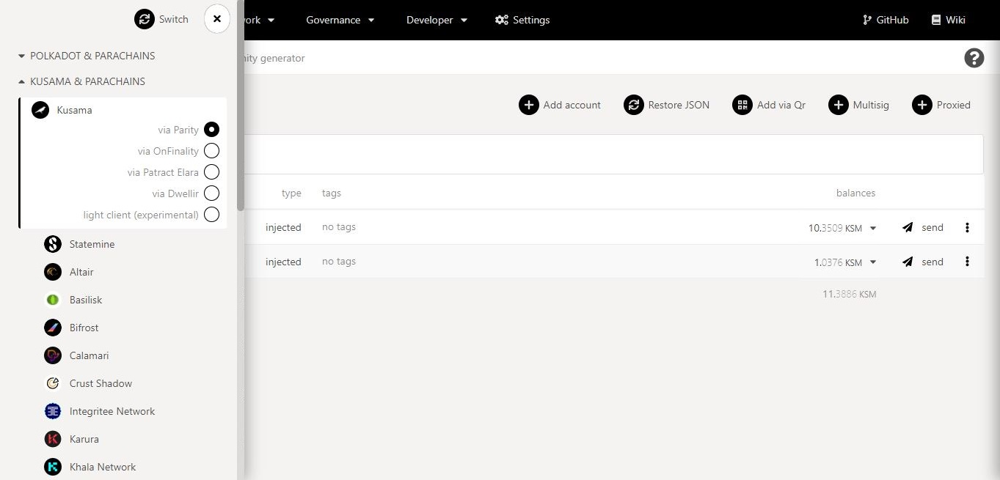 Switch
ork Governance Developer Settings GitHub Wiki
POLKADOT & PARACHAINS
ity generator
KUSAMA & PARACHAINS
Kusama
Add account Restore JSON Add via Qr Multisig Proxied
via Parity
via OnFinality
via Patract Elara
via Dwellir
type tags balances
light client (experimental)
injected no tags 10.3509 KSM send
Statemine
injected no tags 1.0376 KSM send
Altair
11.3886 KSM
Basilisk
Bifrost
Calamari
Crust Shadow
Integritee Network
Karura
Khala Network